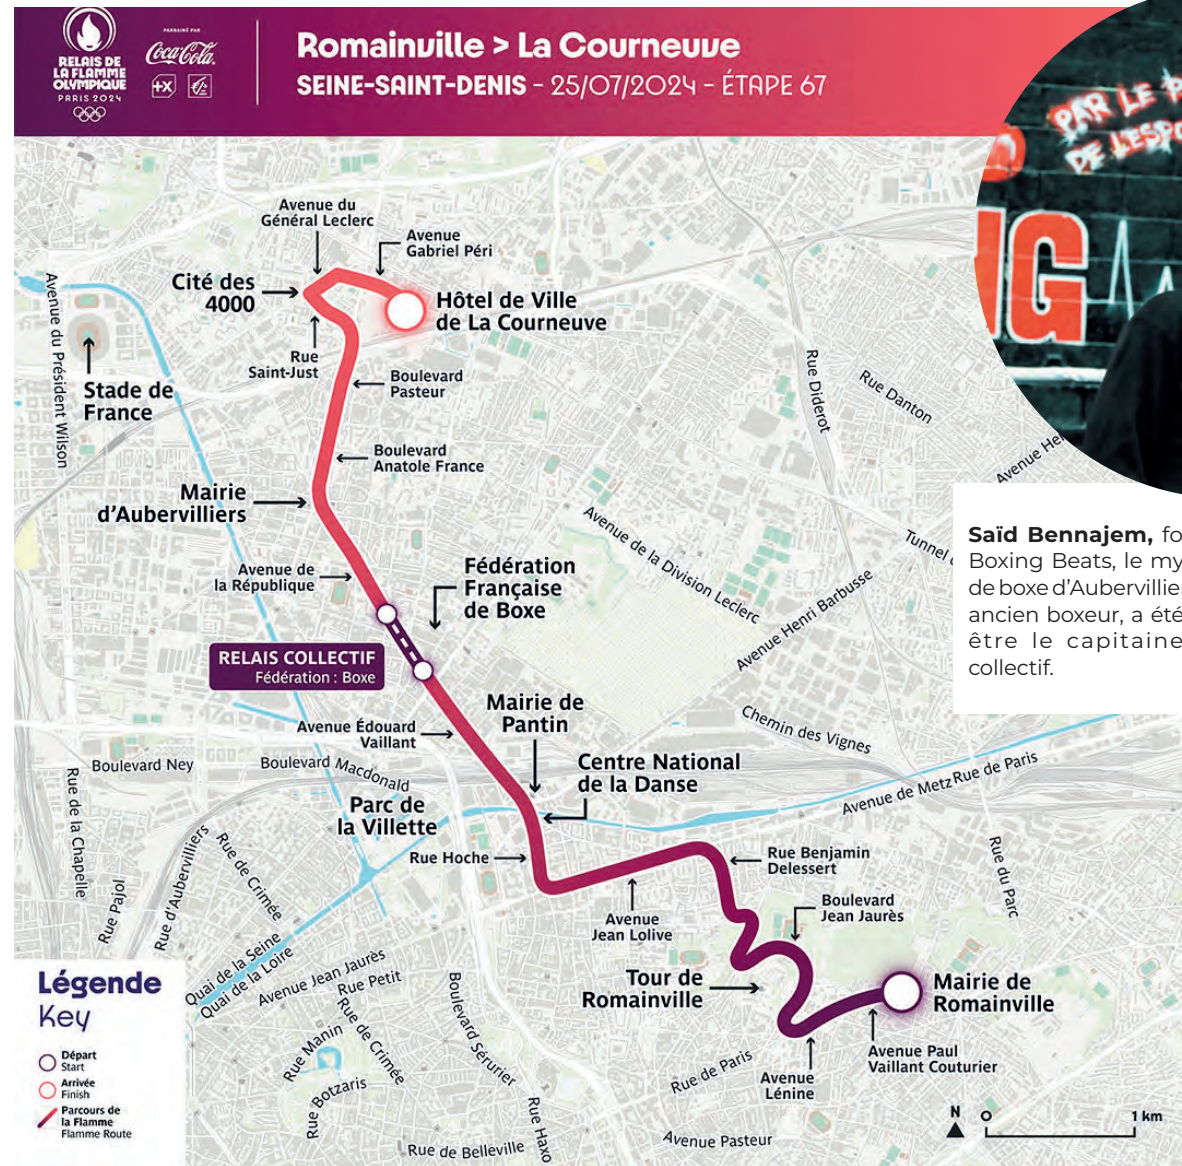 RELAIS DE
LA FLAMME
OLYMPIQUE
PARIS 2024
PARRAINÉ PAR
Coca-Cola
Romainville > La Courneuve
SEINE-SAINT-DENIS - 25/07/2024 - ÉTAPE 67
PAR LE
DE L'ESPO
NG
Avenue du
Général Leclerc
Avenue
Gabriel Péri
Cité des
4000
Hôtel de Ville
de La Courneuve
Avenue du Président Wilson
Stade de
France
Rue
Saint-Just
Boulevard
Pasteur
Rue Diderot
Rue Danton
Boulevard
Anatole France
Avenue He
Mairie
d'Aubervilliers
Avenue de la Division Leclerc
Tunnel
Saïd Bennajem, fo
Boxing Beats, le my
de boxe d'Aubervillier
ancien boxeur, a été
être le capitaine
collectif.
Avenue de
la République
Fédération
Française
de Boxe
Avenue Henri Barbusse
RELAIS COLLECTIF
Fédération : Boxe
Mairie de
Pantin
Avenue Édouard
Vaillant
Chemin des Vignes
Boulevard Ney
Boulevard Macdonald
Centre National
de la Danse
Avenue de Metz
Rue de Paris
Parc de
la Villette
Rue de la Chapelle
Rue Pajol
Rue d'Aubervilliers
Rue de Crimée
Rue Hoche
Rue Benjamin
Delessert
Rue du Parc
Avenue
Jean Lolive
Boulevard
Jean Jaurès
Quai de la Seine
Quai de la Loire
Avenue Jean Jaurès
Rue Petit
Tour de
Romainville
Mairie de
Romainville
Rue Manin
Rue de Crimée
Boulevard Sérurier
Rue Botzaris
Rue de Paris
Avenue
Lénine
Avenue Paul
Vaillant Couturier
Rue Haxo
Rue de Belleville
Avenue Pasteur
Légende
Key
Départ
Start
Arrivée
Finish
Parcours de
la Flamme
Flamme Route
N
0
1 km